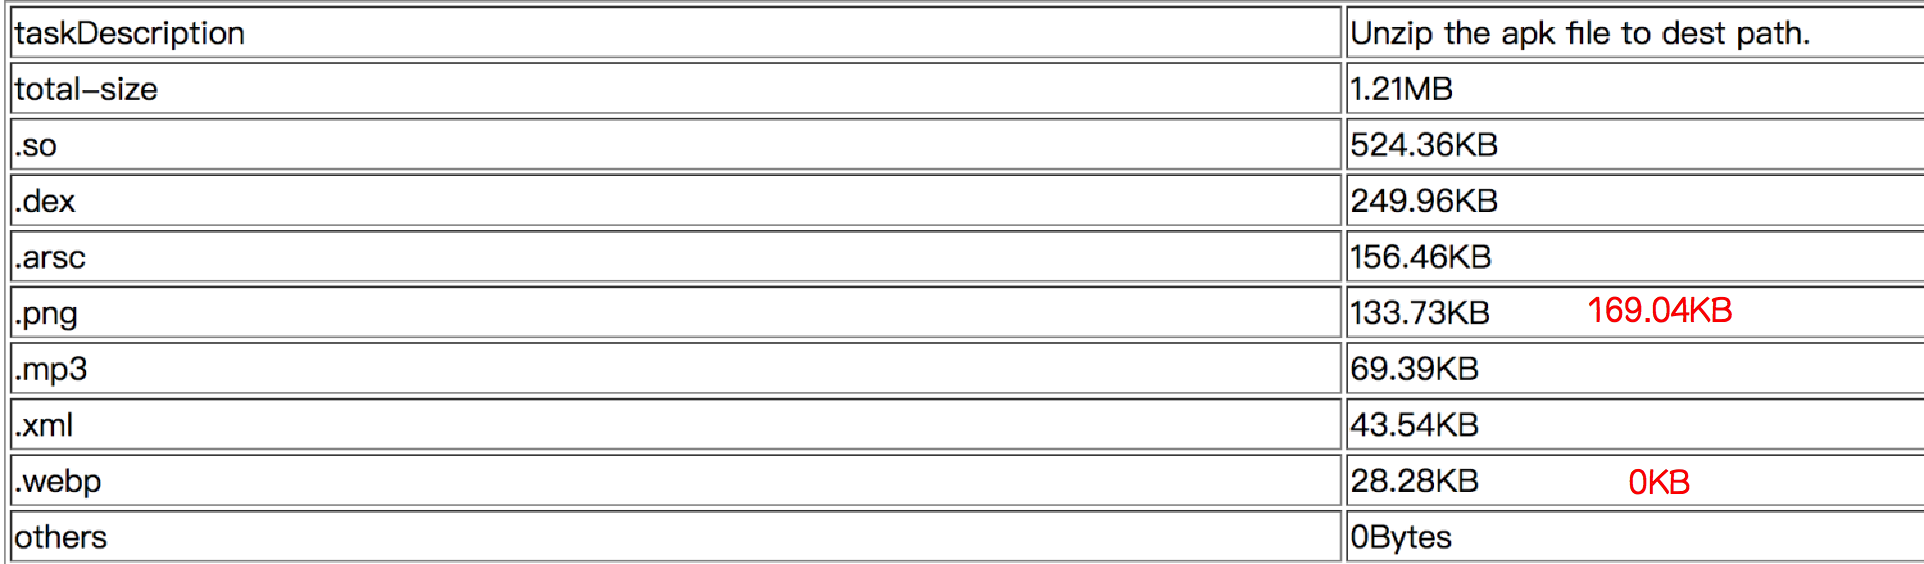 taskDescription Unzip the apk file to dest path.
total-size 1.21MB
.so 524.36KB
.dex 249.96KB
.arsc 156.46KB
.png 133.73KB 169.04KB
.mp3 69.39KB
.xml 43.54KB
.webp 28.28KB 0KB
others 0Bytes